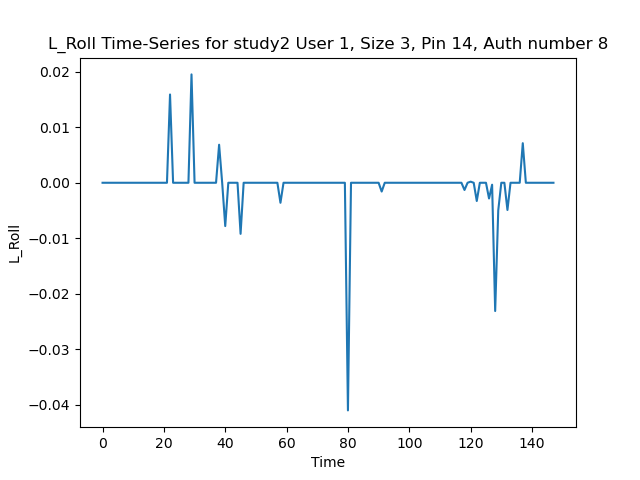 L_Roll Time-Series for study2 User 1, Size 3, Pin 14, Auth number 8
0.02
0.01
0.00
−0.01
−0.02
−0.03
−0.04
L_Roll
0 20 40 60 80 100 120 140
Time